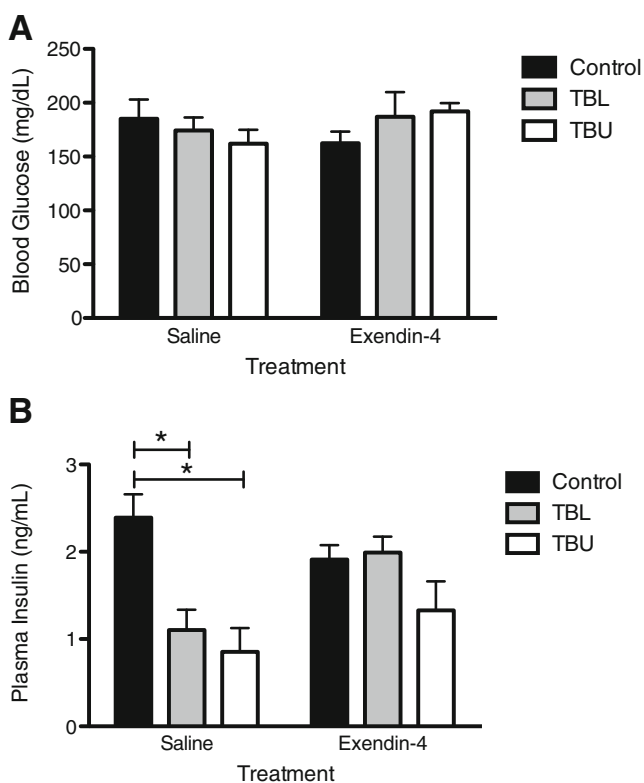 A
250
200
150
100
50
0
Blood Glucose (mg/dL)
Saline
Exendin-4
Treatment
Control
TBL
TBU
B
*
*
3
2
1
0
Plasma Insulin (ng/mL)
Saline
Exendin-4
Treatment
Control
TBL
TBU